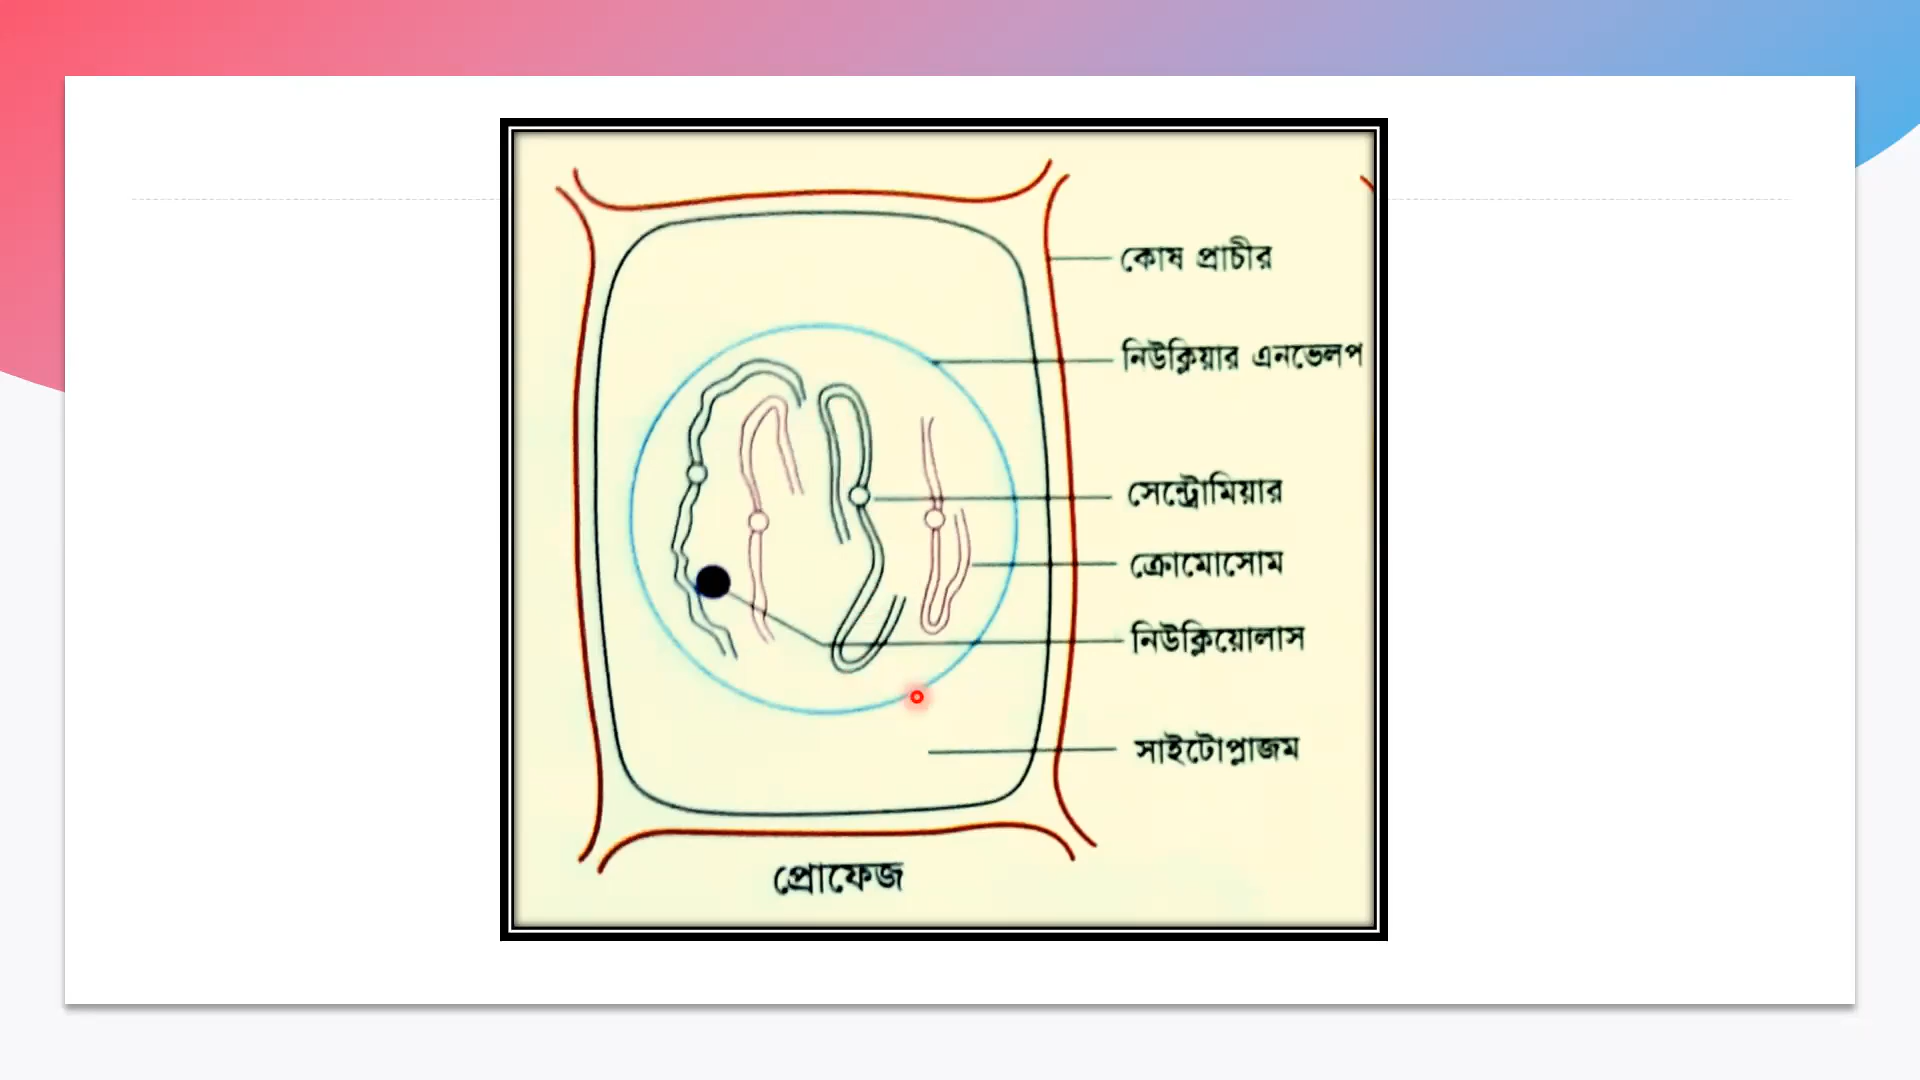 কোষ প্রাচীর
নিউক্লিয়ার এনভেলপ
সেন্ট্রোমিয়ার
ক্রোমোসোম
নিউক্লিয়োলাস
সাইটোপ্লাজম
প্রোফেজ